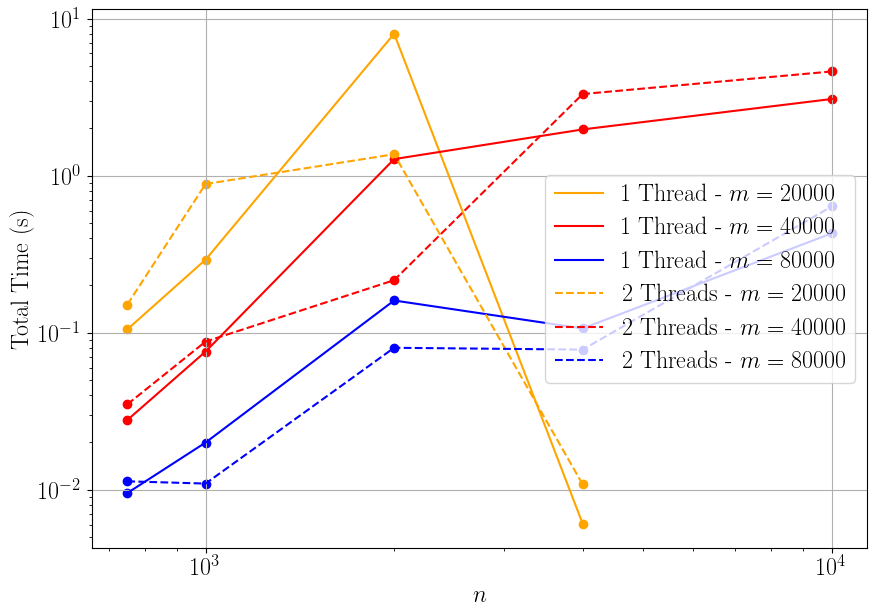 10^1
10^0
10^{-1}
10^{-2}
Total Time (s)
1 Thread - m = 20000
1 Thread - m = 40000
1 Thread - m = 80000
2 Threads - m = 20000
2 Threads - m = 40000
2 Threads - m = 80000
10^3
10^4
n